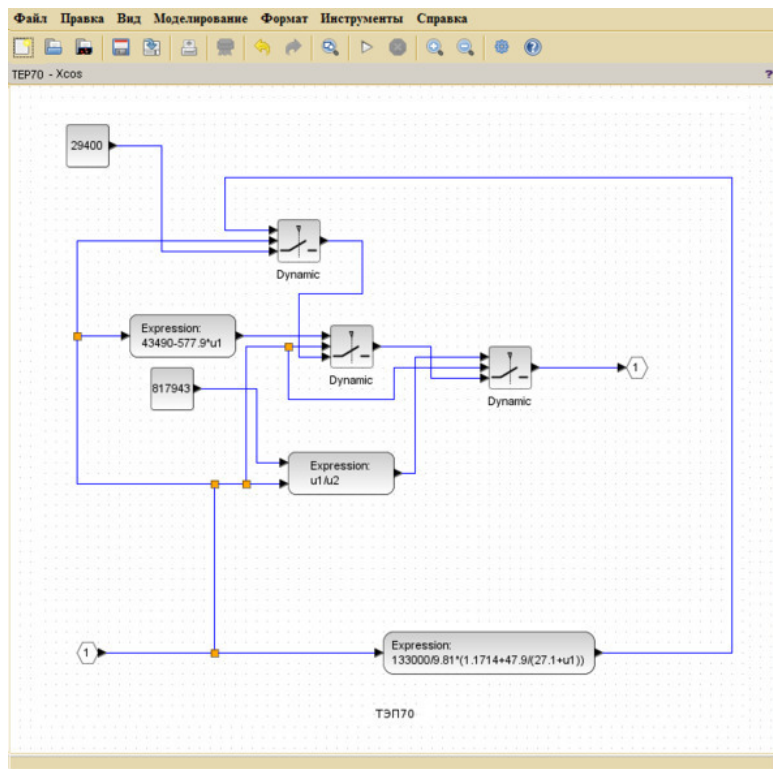 Файл Правка Вид Моделирование Формат Инструменты Справка
TEP70 - Xcos
?
29400
Dynamic
Expression:
43490-577.9*u1
Dynamic
Dynamic
1
817943
Expression:
u1/u2
1
Expression:
133000/9.81*(1.1714+47.9/(27.1+u1))
ТЭП70